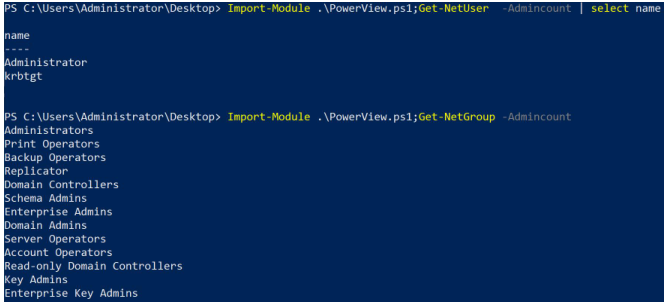 PS C:\Users\Administrator\Desktop> Import-Module .\PowerView.ps1;Get-NetUser  -Admincount | select name
name
----
Administrator
krbtgt
PS C:\Users\Administrator\Desktop> Import-Module .\PowerView.ps1;Get-NetGroup -Admincount
Administrators
Print Operators
Backup Operators
Replicator
Domain Controllers
Schema Admins
Enterprise Admins
Domain Admins
Server Operators
Account Operators
Read-only Domain Controllers
Key Admins
Enterprise Key Admins